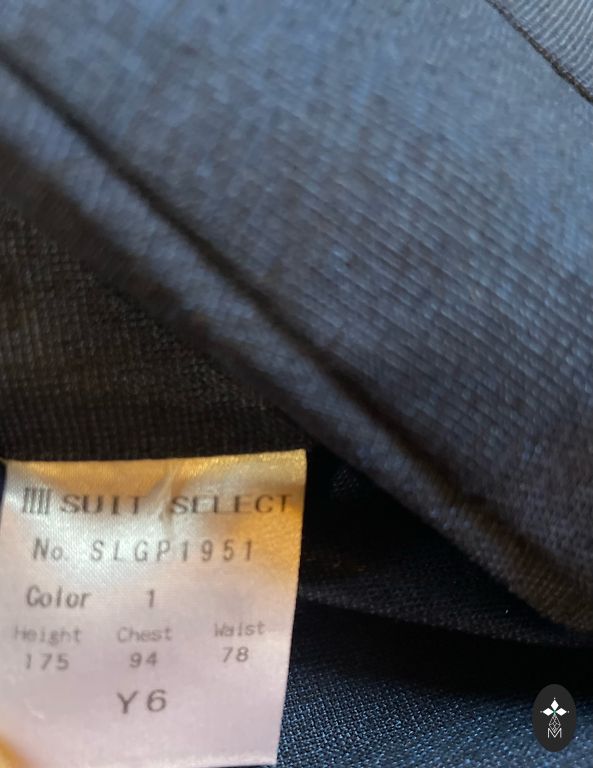 SUIT SELECT
No. SLGP1951
Color 1
Height Chest Waist
175 94 78
Y6
M